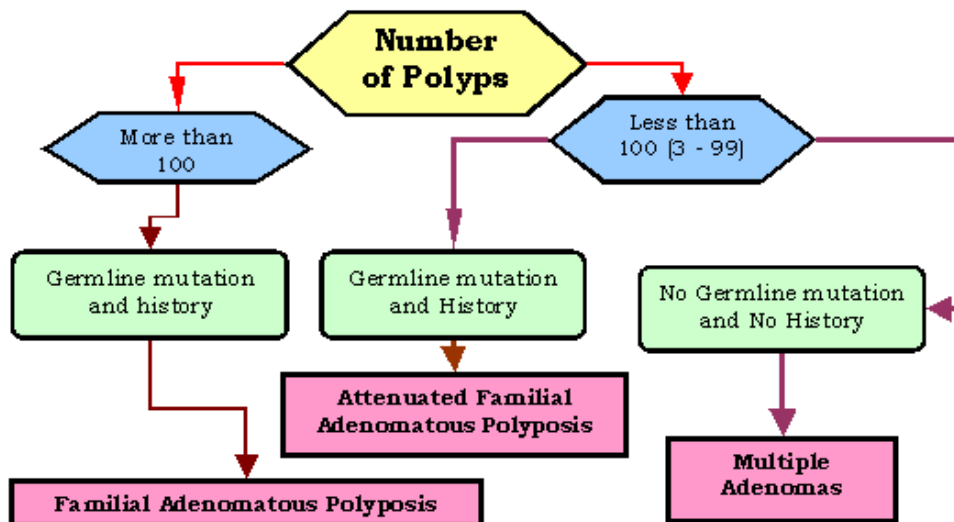 Number
of Polyps
More than
100
Less than
100 (3 - 99)
Germline mutation
and history
Germline mutation
and History
No Germline mutation
and No History
Attenuated Familial
Adenomatous Polyposis
Multiple
Adenomas
Familial Adenomatous Polyposis